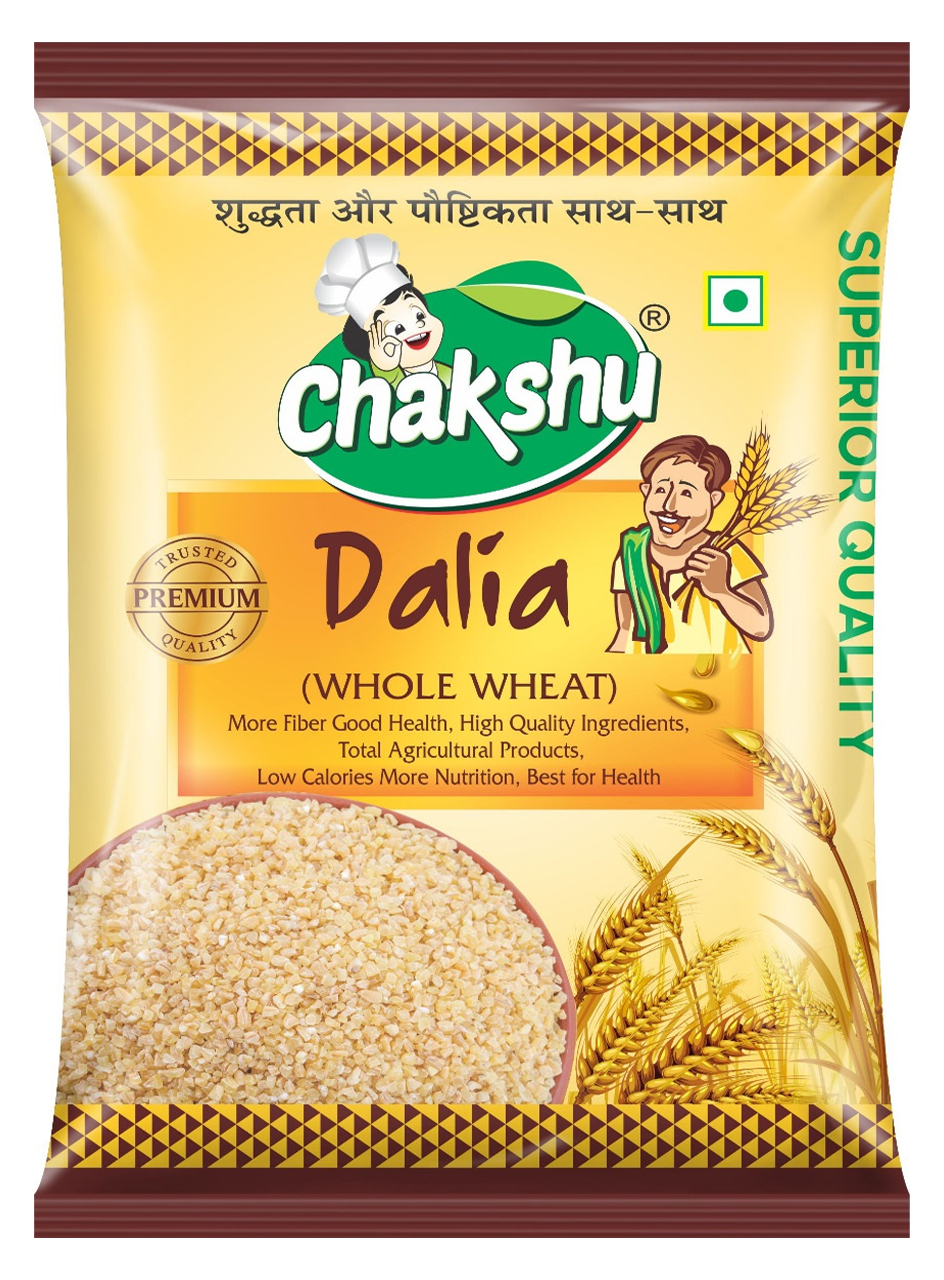 शुद्धता और पौष्टिकता साथ-साथ
Chakshu ®
SUPERIOR QUALITY
Dalia
TRUSTED
PREMIUM
QUALITY
(WHOLE WHEAT)
More Fiber Good Health, High Quality Ingredients,
Total Agricultural Products,
Low Calories More Nutrition, Best for Health